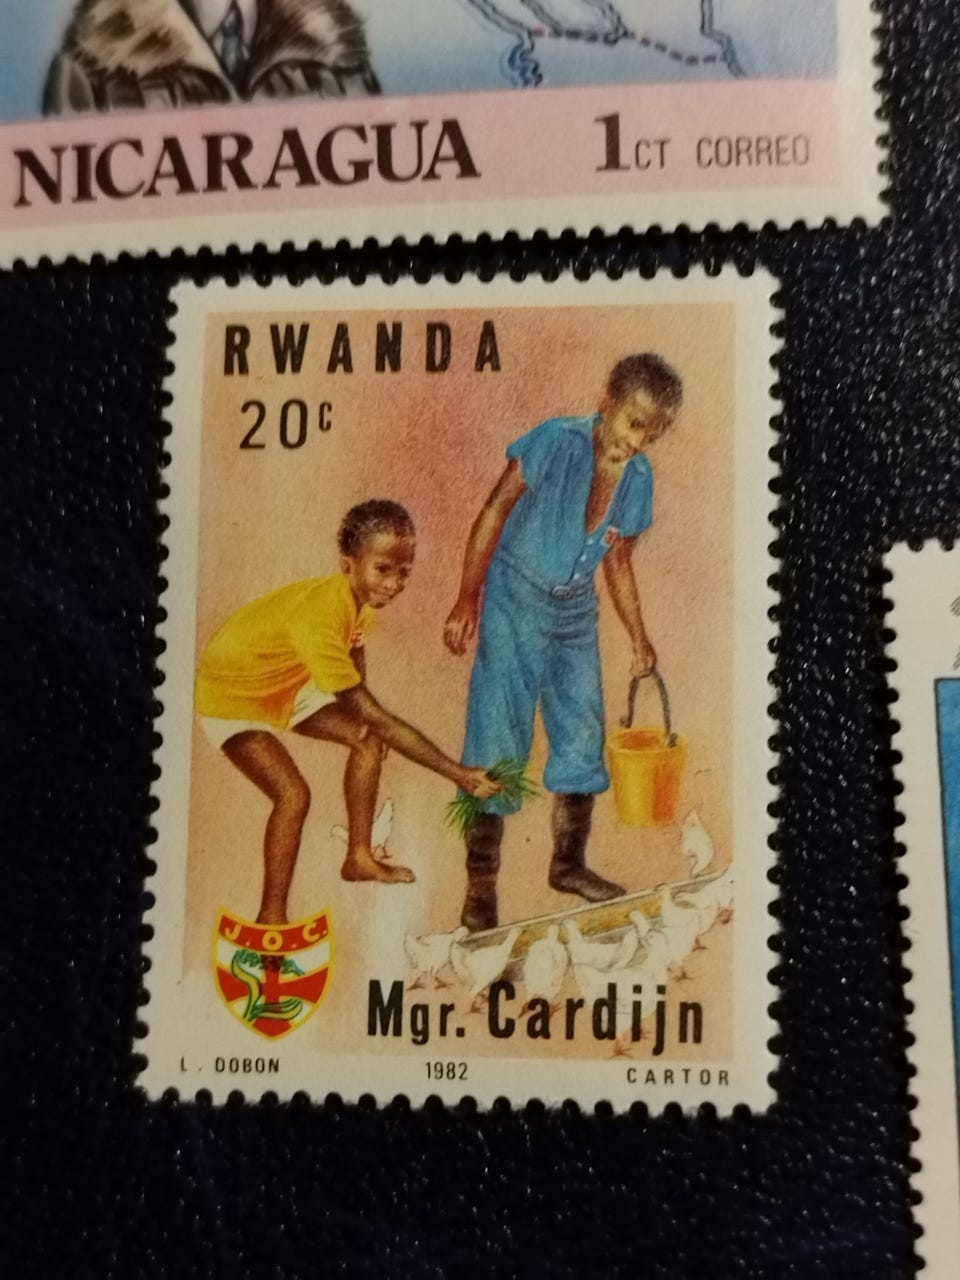 NICARAGUA 1CT CORREO
RWANDA
20C
J.O.C.
Mgr. Cardijn
L. DOBON 1982 CARTOR